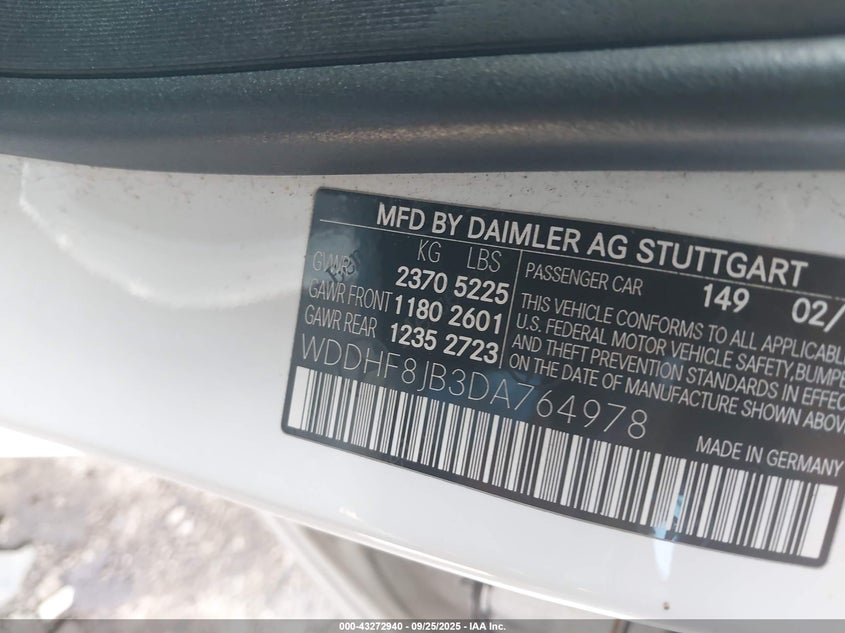 MFD BY DAIMLER AG STUTTGART
KG LBS
GVWR 2370 5225
GAWR FRONT 1180 2601
GAWR REAR 1235 2723
PASSENGER CAR 149 02/
THIS VEHICLE CONFORMS TO ALL APPLICABLE
U.S. FEDERAL MOTOR VEHICLE SAFETY, BUMPE
AND THEFT PREVENTION STANDARDS IN EFFEC
ON THE DATE OF MANUFACTURE SHOWN ABOV
WDDHF8JB3DA764978
MADE IN GERMANY
000-43272940 - 09/25/2025 - IAA Inc.